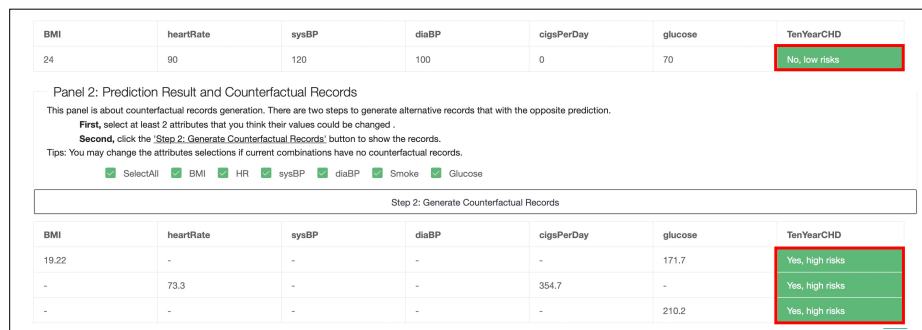 BMI heartRate sysBP diaBP cigsPerDay glucose TenYearCHD
24 90 120 100 0 70 No, low risks
Panel 2: Prediction Result and Counterfactual Records
This panel is about counterfactual records generation. There are two steps to generate alternative records that with the opposite prediction.
First, select at least 2 attributes that you think their values could be changed .
Second, click the 'Step 2: Generate Counterfactual Records' button to show the records.
Tips: You may change the attributes selections if current combinations have no counterfactual records.
SelectAll BMI HR sysBP diaBP Smoke Glucose
Step 2: Generate Counterfactual Records
BMI heartRate sysBP diaBP cigsPerDay glucose TenYearCHD
19.22 - - - - 171.7 Yes, high risks
- 73.3 - - 354.7 - Yes, high risks
- - - - - 210.2 Yes, high risks